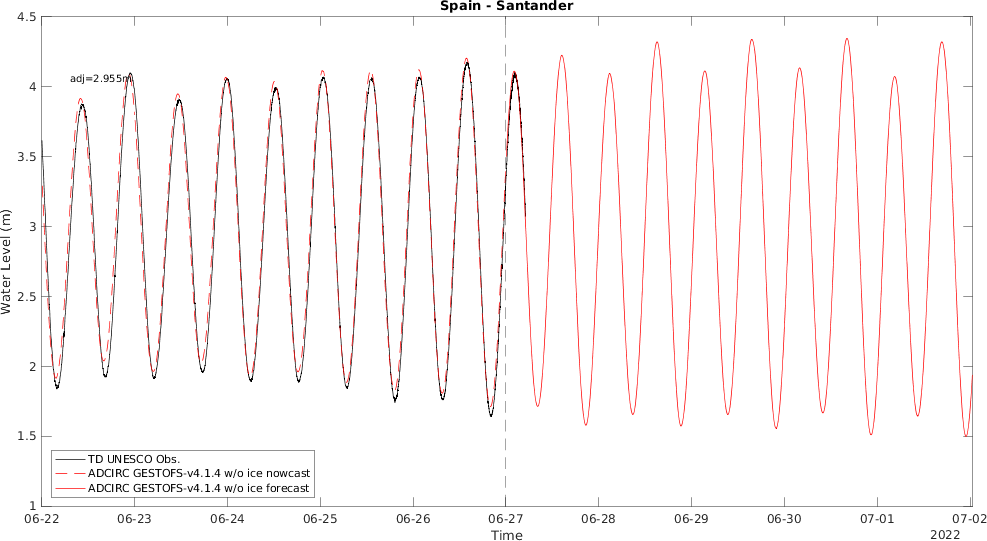 Spain - Santander
4.5
4
3.5
3
2.5
2
1.5
1
Water Level (m)
adj=2.955m
TD UNESCO Obs.
ADCIRC GESTOFS-v4.1.4 w/o ice nowcast
ADCIRC GESTOFS-v4.1.4 w/o ice forecast
06-22 06-23 06-24 06-25 06-26 06-27 06-28 06-29 06-30 07-01 07-02
Time
2022